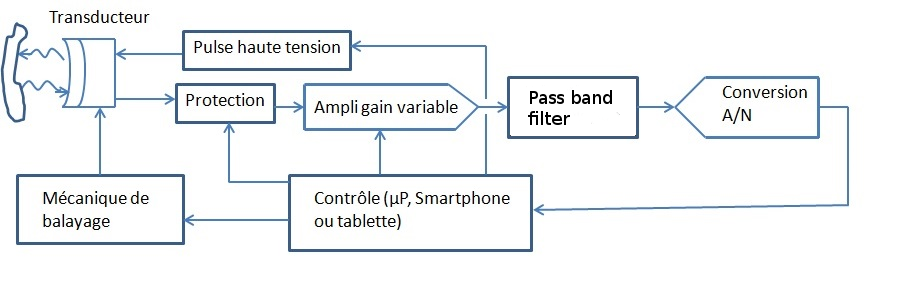 Transducteur
Pulse haute tension
Protection
Ampli gain variable
Pass band
filter
Conversion
A/N
Mécanique de
balayage
Contrôle (µP, Smartphone
ou tablette)